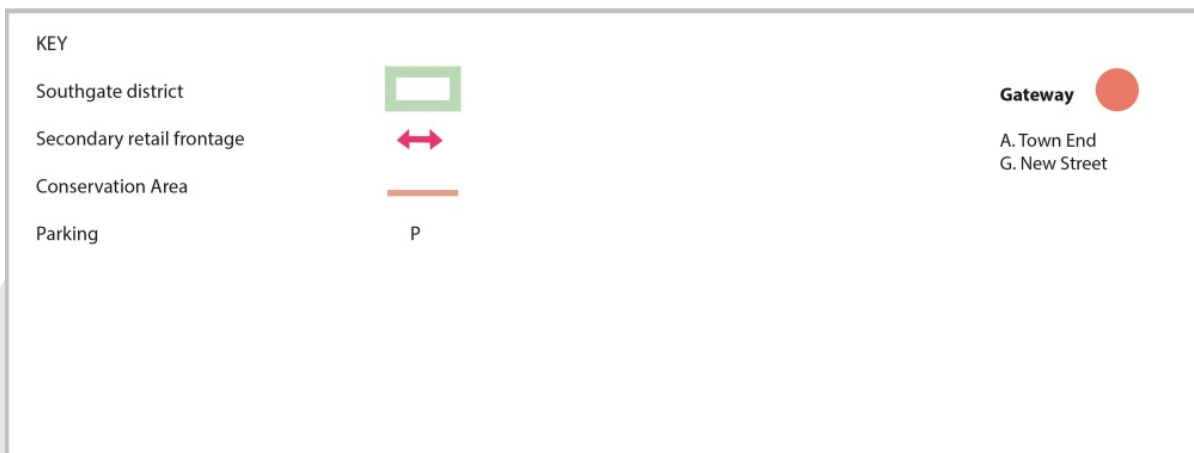 KEY
Southgate district
Secondary retail frontage
Conservation Area
Parking P
Gateway
A. Town End
G. New Street